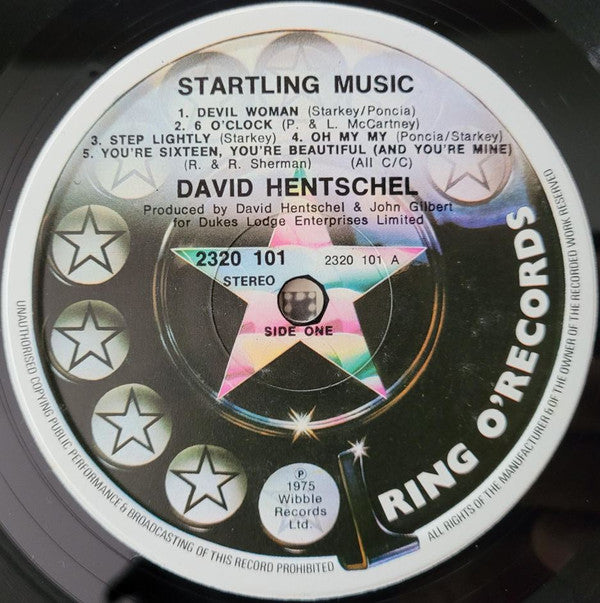 STARTLING MUSIC
1. DEVIL WOMAN (Starkey/Poncia)
2. 6 O'CLOCK (P. & L. McCartney)
3. STEP LIGHTLY (Starkey) 4. OH MY MY (Poncia/Starkey)
5. YOU'RE SIXTEEN, YOU'RE BEAUTIFUL (AND YOU'RE MINE)
(R. & R. Sherman) (All C/C)
DAVID HENTSCHEL
Produced by David Hentschel & John Gilbert
for Dukes Lodge Enterprises Limited
2320 101 2320 101 A
STEREO
SIDE ONE
℗
1975
Wibble
Records
Ltd.
RING O'RECORDS
UNAUTHORISED COPYING PUBLIC PERFORMANCE & BROADCASTING OF THIS RECORD PROHIBITED
ALL RIGHTS OF THE MANUFACTURER & OF THE OWNER OF THE RECORDED WORK RESERVED